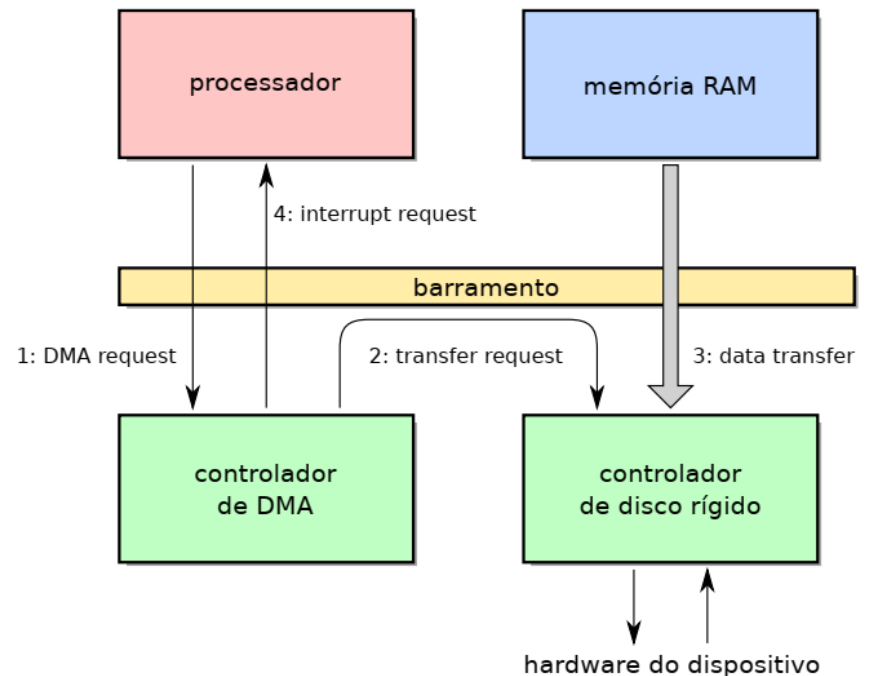 processador
memória RAM
4: interrupt request
barramento
1: DMA request
2: transfer request
3: data transfer
controlador
de DMA
controlador
de disco rígido
hardware do dispositivo